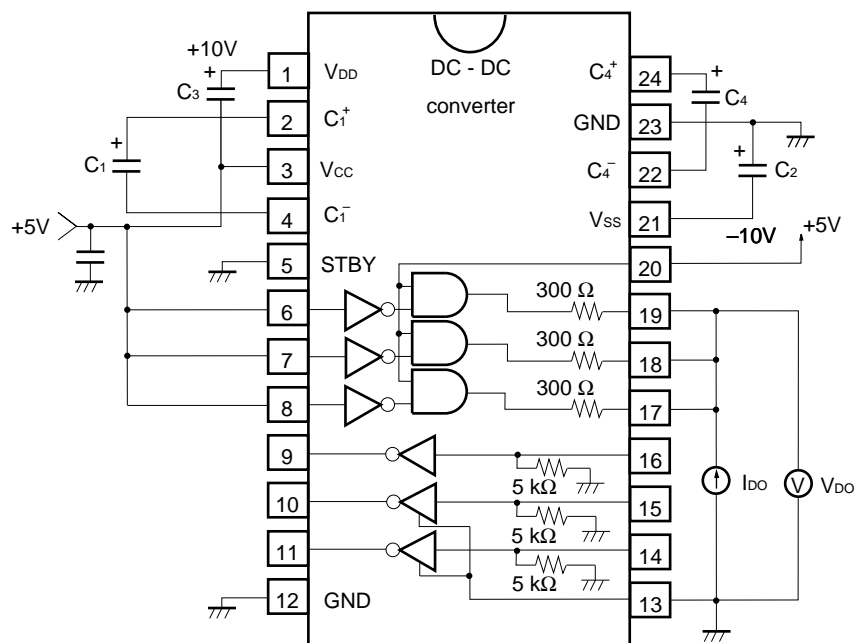 +10V
DC - DC
converter
1
VDD
C3
+
2
C1+
+
C1
3
VCC
4
C1−
+5V
5
STBY
6
7
8
9
10
11
12
GND
C4+
24
+
C4
GND
23
C4−
22
+
C2
VSS
21
−10V
+5V
20
300 Ω
19
300 Ω
18
300 Ω
17
16
5 kΩ
15
5 kΩ
14
5 kΩ
13
IDO
V
VDO